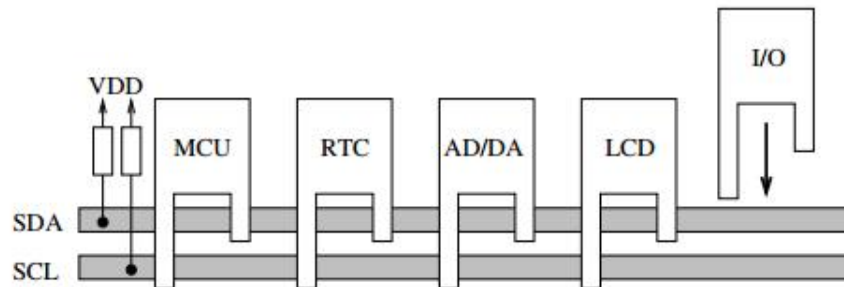 I/O
VDD
MCU RTC AD/DA LCD
SDA
SCL